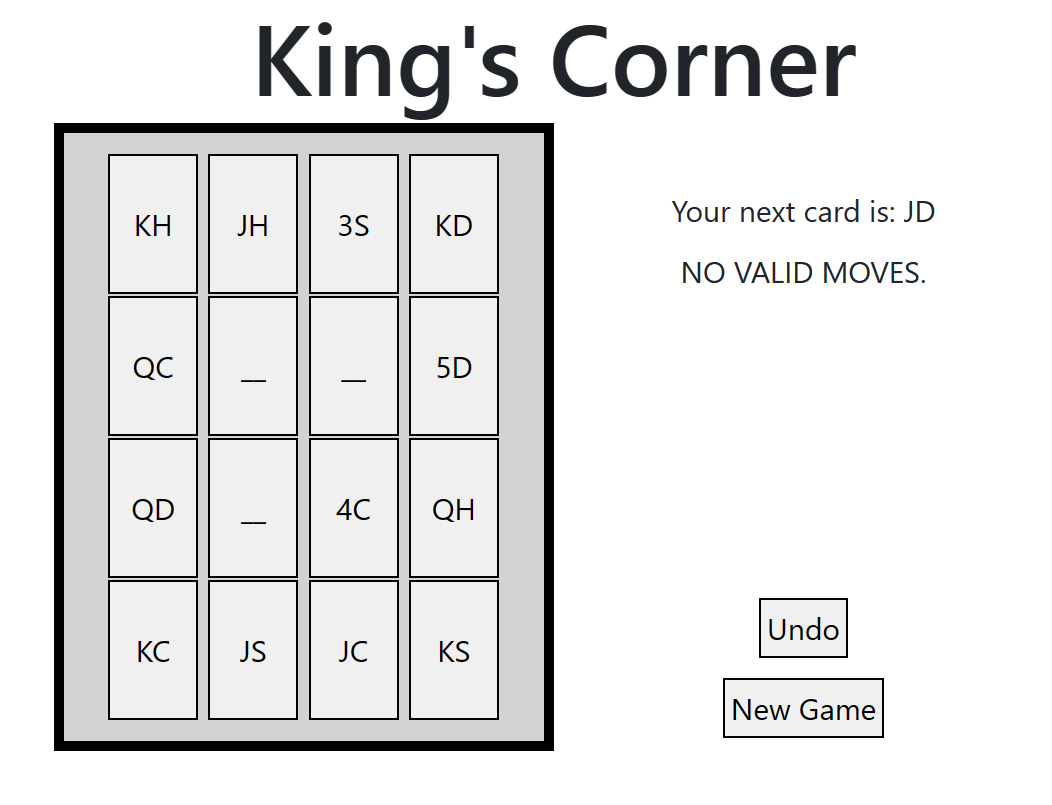 King's Corner
KH JH 3S KD
Your next card is: JD
NO VALID MOVES.
QC __ __ 5D
QD __ 4C QH
KC JS JC KS
Undo
New Game